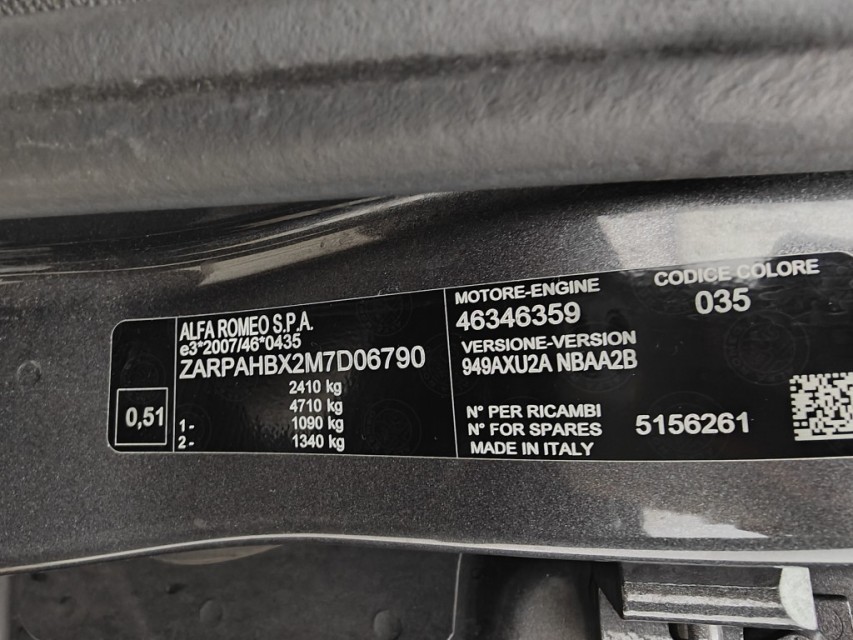 ALFA ROMEO S.P.A.
e3*2007/46*0435
ZARPAHBX2M7D06790
2410 kg
4710 kg
1- 1090 kg
2- 1340 kg
0,51
MOTORE-ENGINE
46346359
VERSIONE-VERSION
949AXU2A NBAA2B
N° PER RICAMBI
N° FOR SPARES 5156261
MADE IN ITALY
CODICE COLORE
035